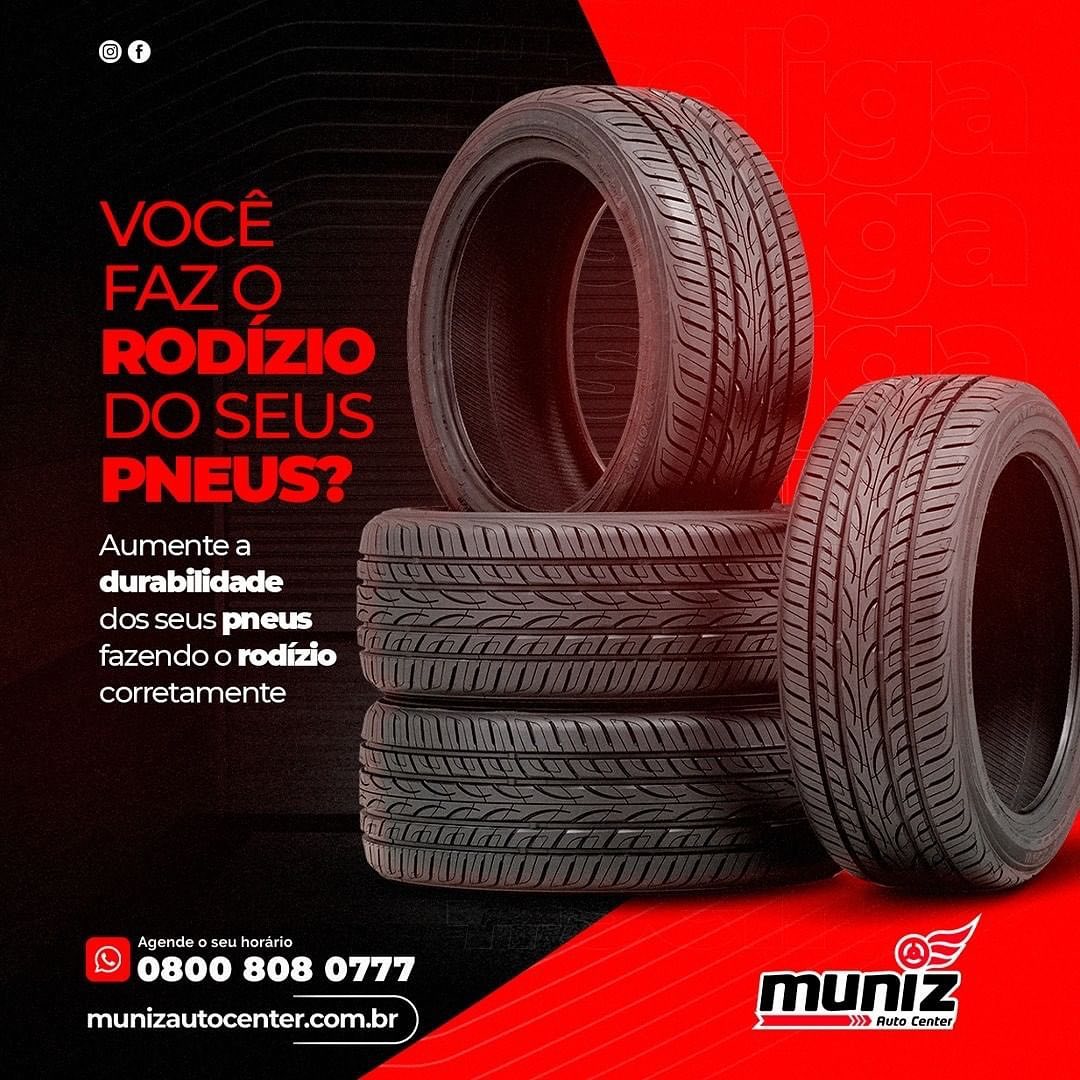 VOCÊ
FAZ O
RODÍZIO
DO SEUS
PNEUS?
Aumente a
durabilidade
dos seus pneus
fazendo o rodízio
corretamente
Agende o seu horário
0800 808 0777
munizautocenter.com.br
muniz
Auto Center